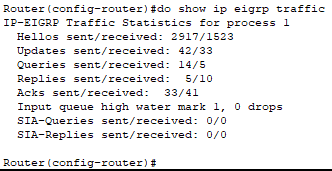 Router(config-router)#do show ip eigrp traffic
IP-EIGRP Traffic Statistics for process 1
  Hellos sent/received: 2917/1523
  Updates sent/received: 42/33
  Queries sent/received: 14/5
  Replies sent/received:  5/10
  Acks sent/received:  33/41
  Input queue high water mark 1, 0 drops
  SIA-Queries sent/received: 0/0
  SIA-Replies sent/received: 0/0

Router(config-router)#